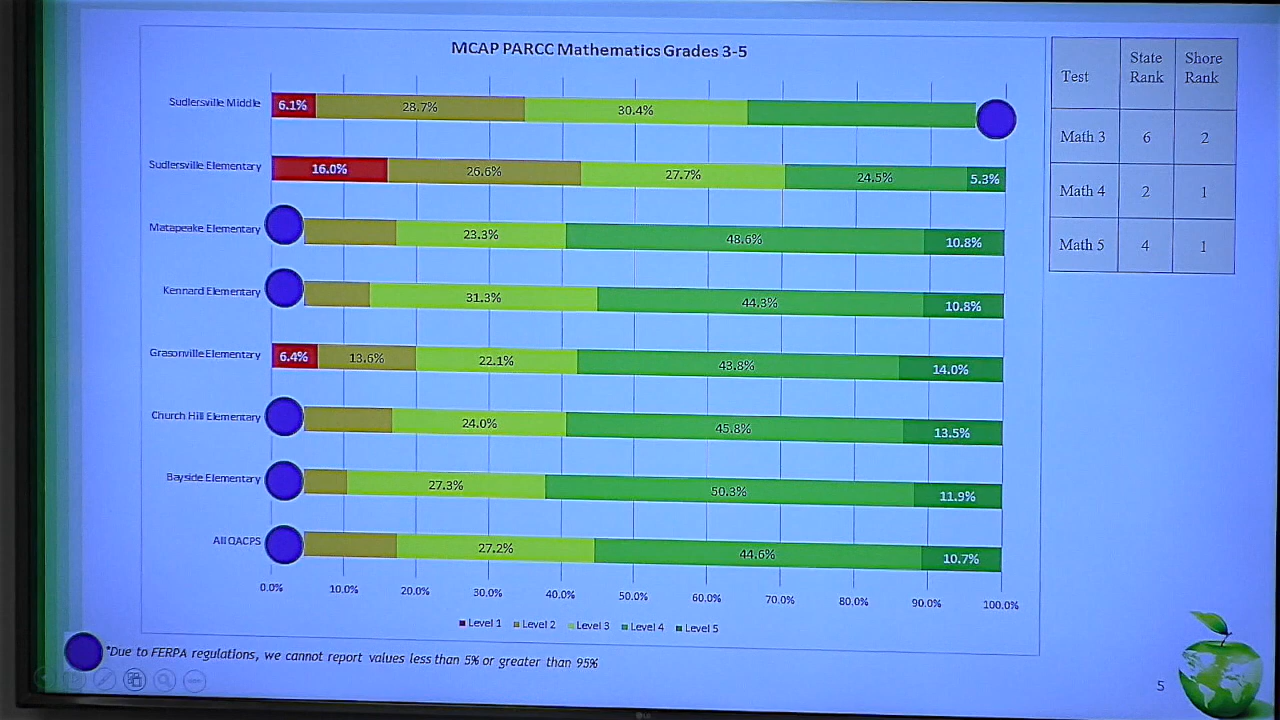 MCAP PARCC Mathematics Grades 3-5
Sudlersville Middle 6.1% 28.7% 30.4%
Sudlersville Elementary 16.0% 26.6% 27.7% 24.5% 5.3%
Matapeake Elementary 23.3% 48.6% 10.8%
Kennard Elementary 31.3% 44.3% 10.8%
Grasonville Elementary 6.4% 13.6% 22.1% 43.8% 14.0%
Church Hill Elementary 24.0% 45.8% 13.5%
Bayside Elementary 27.3% 50.3% 11.9%
All QACPS 27.2% 44.6% 10.7%
0.0% 10.0% 20.0% 30.0% 40.0% 50.0% 60.0% 70.0% 80.0% 90.0% 100.0%
Level 1 Level 2 Level 3 Level 4 Level 5
Test State Rank Shore Rank
Math 3 6 2
Math 4 2 1
Math 5 4 1
*Due to FERPA regulations, we cannot report values less than 5% or greater than 95%
5
LG